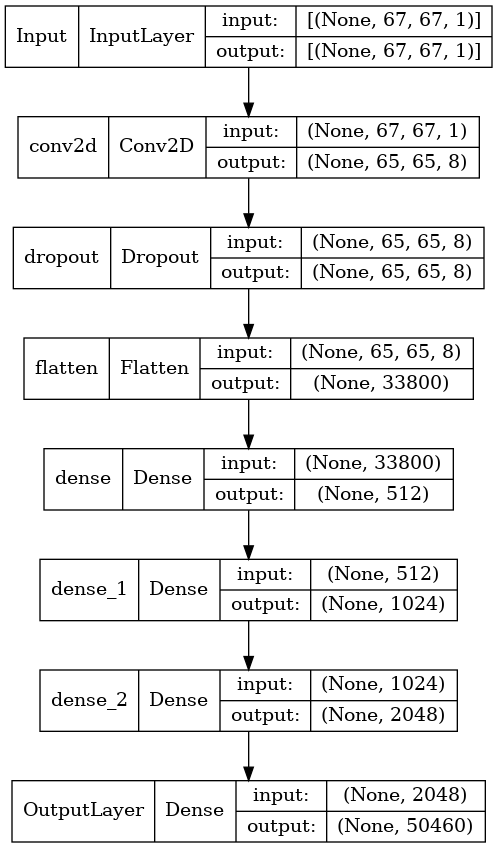 Input InputLayer input: [(None, 67, 67, 1)]
output: [(None, 67, 67, 1)]
conv2d Conv2D input: (None, 67, 67, 1)
output: (None, 65, 65, 8)
dropout Dropout input: (None, 65, 65, 8)
output: (None, 65, 65, 8)
flatten Flatten input: (None, 65, 65, 8)
output: (None, 33800)
dense Dense input: (None, 33800)
output: (None, 512)
dense_1 Dense input: (None, 512)
output: (None, 1024)
dense_2 Dense input: (None, 1024)
output: (None, 2048)
OutputLayer Dense input: (None, 2048)
output: (None, 50460)